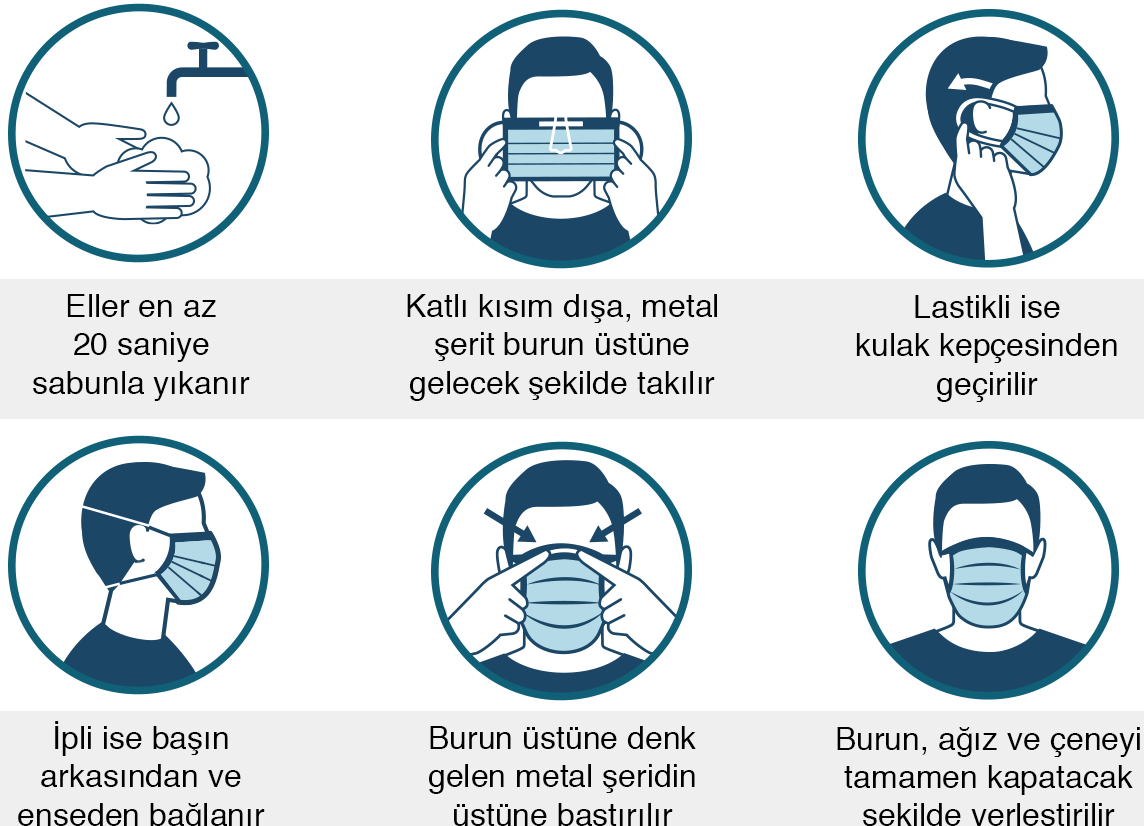 Eller en az
20 saniye
sabunla yıkanır
Katlı kısım dışa, metal
şerit burun üstüne
gelecek şekilde takılır
Lastikli ise
kulak kepçesinden
geçirilir
İpli ise başın
arkasından ve
enseden bağlanır
Burun üstüne denk
gelen metal şeridin
üstüne bastırılır
Burun, ağız ve çeneyi
tamamen kapatacak
şekilde yerleştirilir